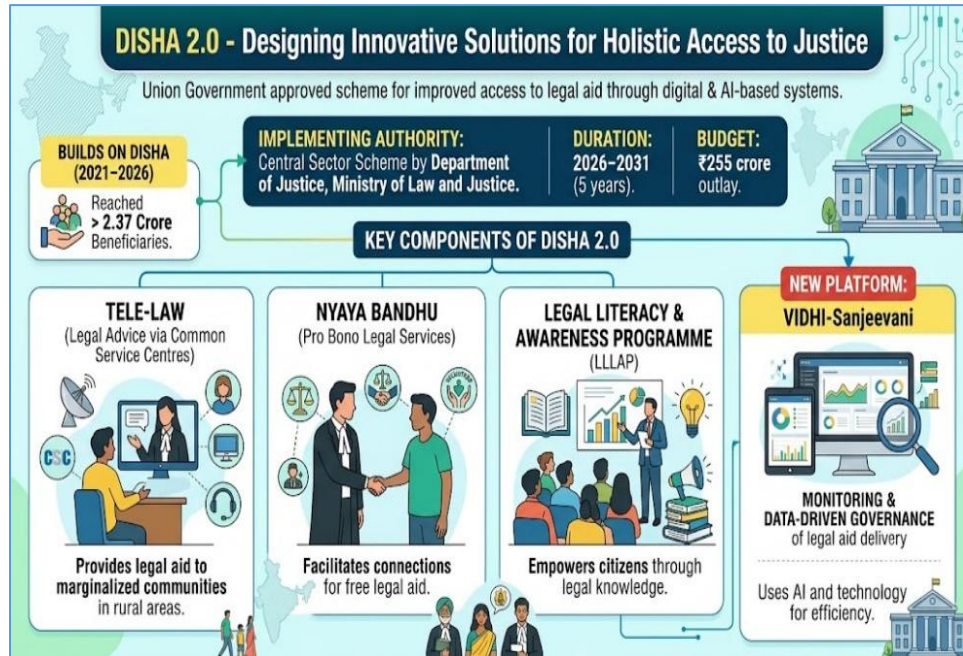 DISHA 2.0 - Designing Innovative Solutions for Holistic Access to Justice
Union Government approved scheme for improved access to legal aid through digital & AI-based systems.
BUILDS ON DISHA
(2021–2026)
Reached
> 2.37 Crore
Beneficiaries.
IMPLEMENTING AUTHORITY:
Central Sector Scheme by Department
of Justice, Ministry of Law and Justice.
DURATION:
2026–2031
(5 years).
BUDGET:
₹255 crore
outlay.
KEY COMPONENTS OF DISHA 2.0
TELE-LAW
(Legal Advice via Common
Service Centres)
CSC
Provides legal aid to
marginalized communities
in rural areas.
NYAYA BANDHU
(Pro Bono Legal Services)
Facilitates connections
for free legal aid.
LEGAL LITERACY &
AWARENESS PROGRAMME
(LLLAP)
Empowers citizens through
legal knowledge.
NEW PLATFORM:
VIDHI-Sanjeevani
MONITORING &
DATA-DRIVEN GOVERNANCE
of legal aid delivery
Uses AI and technology
for efficiency.